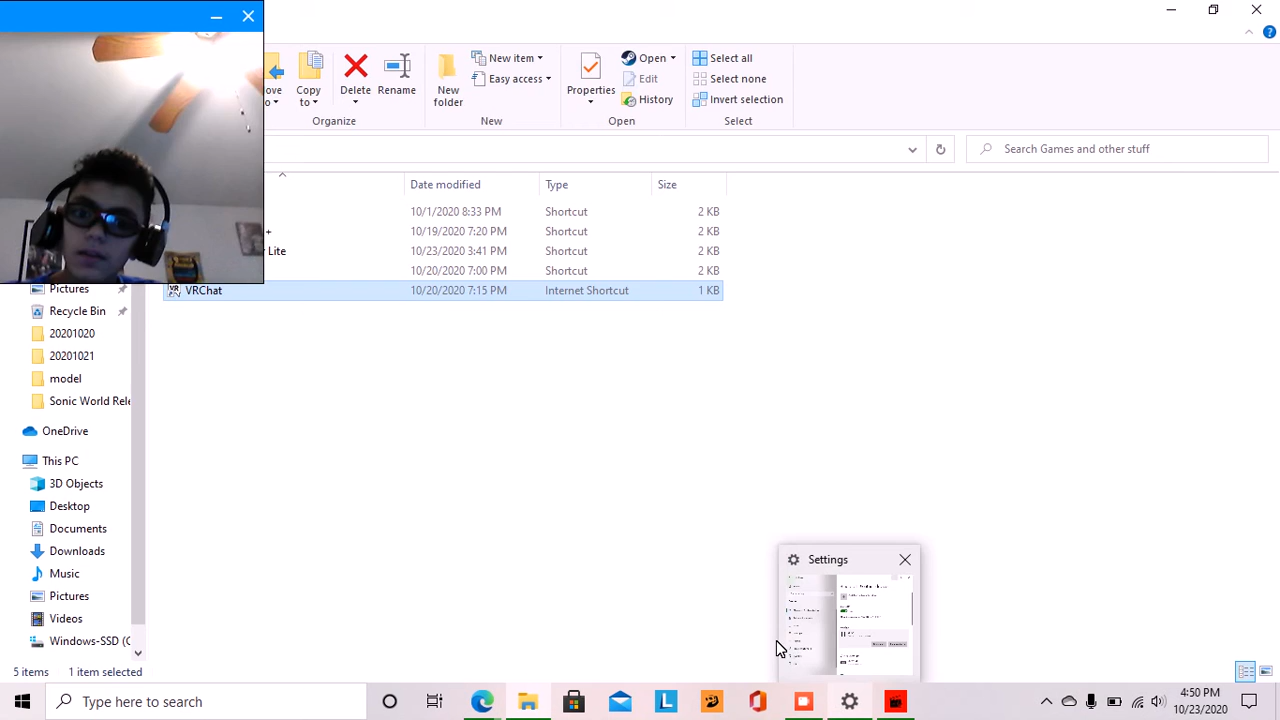 New item
Easy access
Open
Edit
History
Select all
Select none
Invert selection
Copy
to
Delete
Rename
New
folder
Properties
Organize
New
Open
Select
Search Games and other stuff
Date modified
Type
Size
10/1/2020 8:33 PM Shortcut 2 KB
+ 10/19/2020 7:20 PM Shortcut 2 KB
Lite 10/23/2020 3:41 PM Shortcut 2 KB
10/20/2020 7:00 PM Shortcut 2 KB
VRChat 10/20/2020 7:15 PM Internet Shortcut 1 KB
Pictures
Recycle Bin
20201020
20201021
model
Sonic World Rele
OneDrive
This PC
3D Objects
Desktop
Documents
Downloads
Music
Pictures
Videos
Windows-SSD (C
Settings
5 items 1 item selected
Type here to search
4:50 PM
10/23/2020